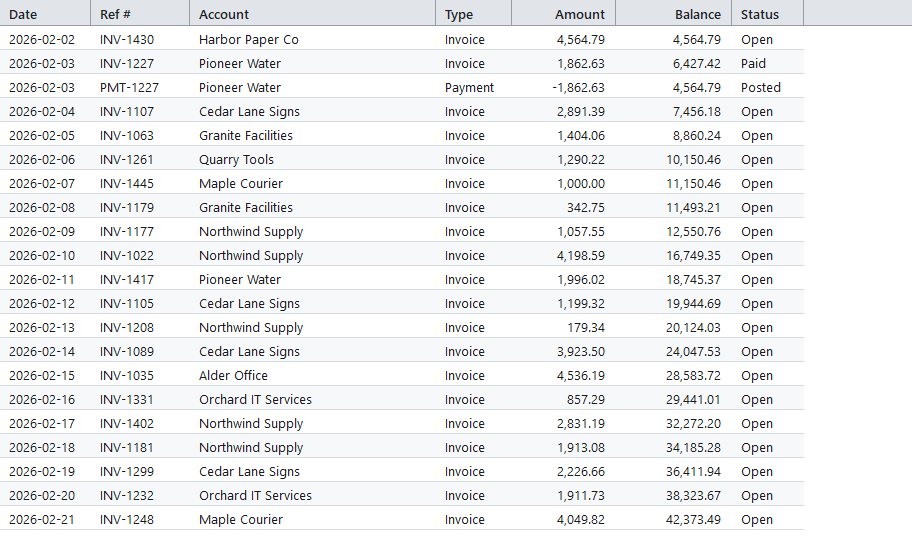 Date Ref # Account Type Amount Balance Status
2026-02-02 INV-1430 Harbor Paper Co Invoice 4,564.79 4,564.79 Open
2026-02-03 INV-1227 Pioneer Water Invoice 1,862.63 6,427.42 Paid
2026-02-03 PMT-1227 Pioneer Water Payment -1,862.63 4,564.79 Posted
2026-02-04 INV-1107 Cedar Lane Signs Invoice 2,891.39 7,456.18 Open
2026-02-05 INV-1063 Granite Facilities Invoice 1,404.06 8,860.24 Open
2026-02-06 INV-1261 Quarry Tools Invoice 1,290.22 10,150.46 Open
2026-02-07 INV-1445 Maple Courier Invoice 1,000.00 11,150.46 Open
2026-02-08 INV-1179 Granite Facilities Invoice 342.75 11,493.21 Open
2026-02-09 INV-1177 Northwind Supply Invoice 1,057.55 12,550.76 Open
2026-02-10 INV-1022 Northwind Supply Invoice 4,198.59 16,749.35 Open
2026-02-11 INV-1417 Pioneer Water Invoice 1,996.02 18,745.37 Open
2026-02-12 INV-1105 Cedar Lane Signs Invoice 1,199.32 19,944.69 Open
2026-02-13 INV-1208 Northwind Supply Invoice 179.34 20,124.03 Open
2026-02-14 INV-1089 Cedar Lane Signs Invoice 3,923.50 24,047.53 Open
2026-02-15 INV-1035 Alder Office Invoice 4,536.19 28,583.72 Open
2026-02-16 INV-1331 Orchard IT Services Invoice 857.29 29,441.01 Open
2026-02-17 INV-1402 Northwind Supply Invoice 2,831.19 32,272.20 Open
2026-02-18 INV-1181 Northwind Supply Invoice 1,913.08 34,185.28 Open
2026-02-19 INV-1299 Cedar Lane Signs Invoice 2,226.66 36,411.94 Open
2026-02-20 INV-1232 Orchard IT Services Invoice 1,911.73 38,323.67 Open
2026-02-21 INV-1248 Maple Courier Invoice 4,049.82 42,373.49 Open